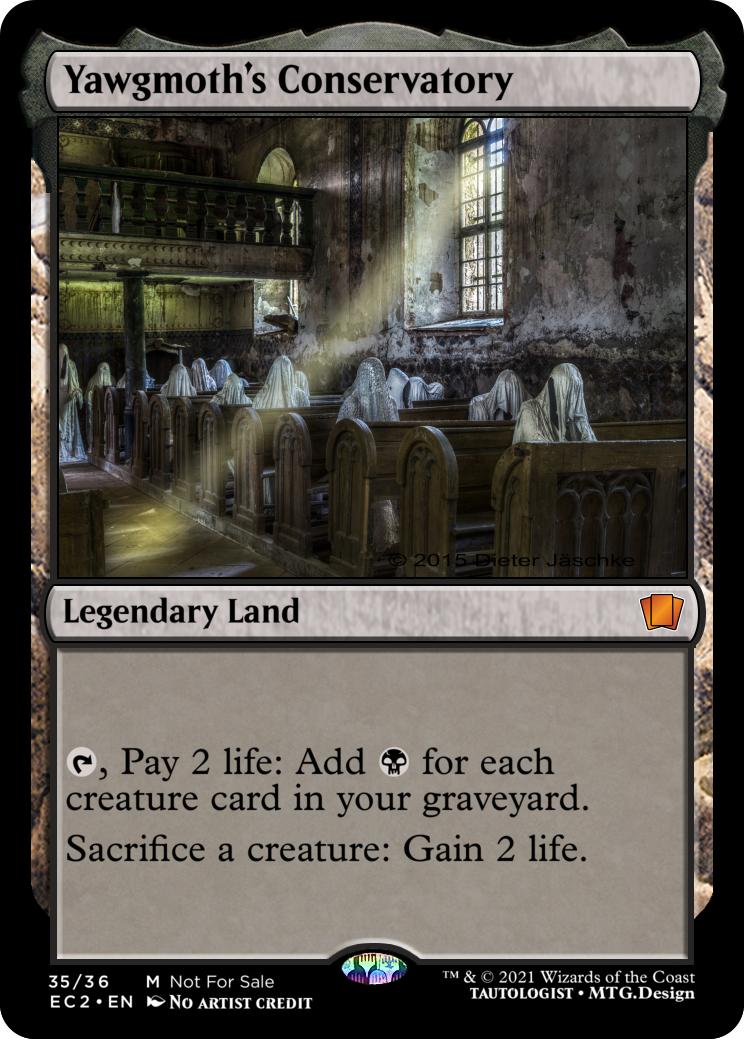 Yawgmoth's Conservatory
© 2015 Dieter Jäschke
Legendary Land
, Pay 2 life: Add for each
creature card in your graveyard.
Sacrifice a creature: Gain 2 life.
35/36 M Not For Sale
EC2 • EN No artist credit
™ & © 2021 Wizards of the Coast
TAUTOLOGIST • MTG.Design